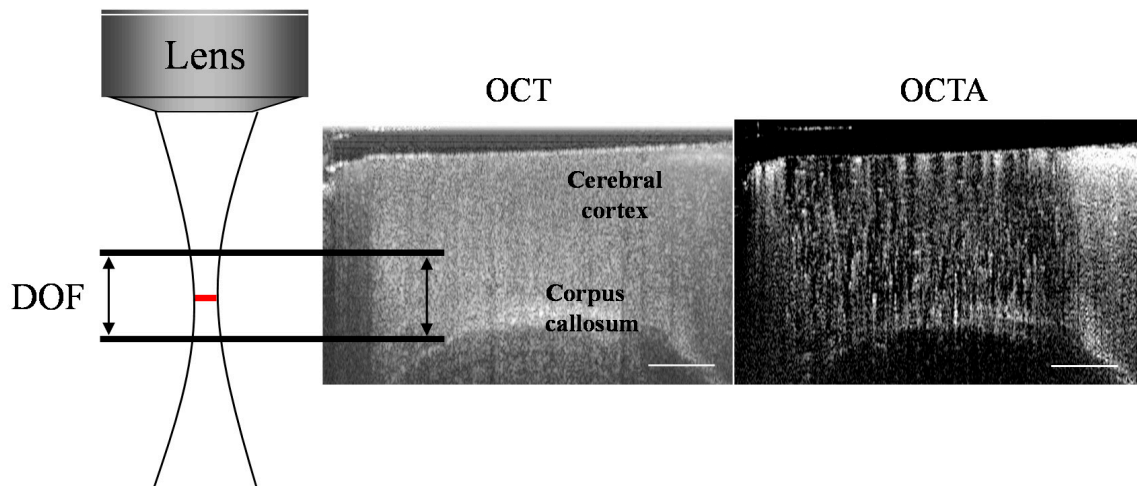 Lens
OCT
OCTA
Cerebral
cortex
DOF
Corpus
callosum